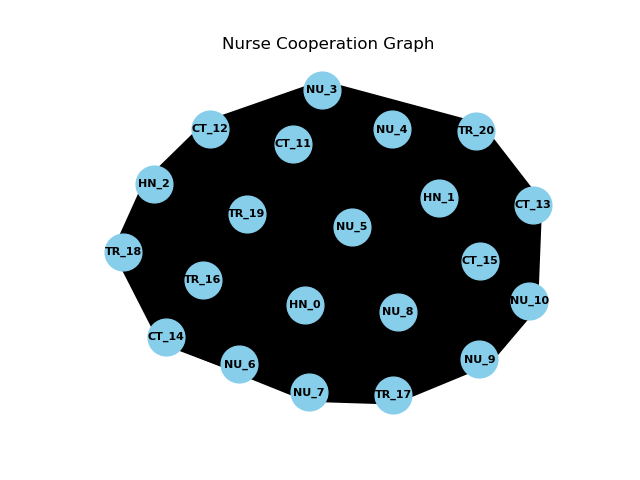 Nurse Cooperation Graph
NU_3
CT_12
NU_4
TR_20
CT_11
HN_2
HN_1
CT_13
TR_19
NU_5
TR_18
CT_15
TR_16
NU_10
HN_0
NU_8
CT_14
NU_9
NU_6
NU_7
TR_17